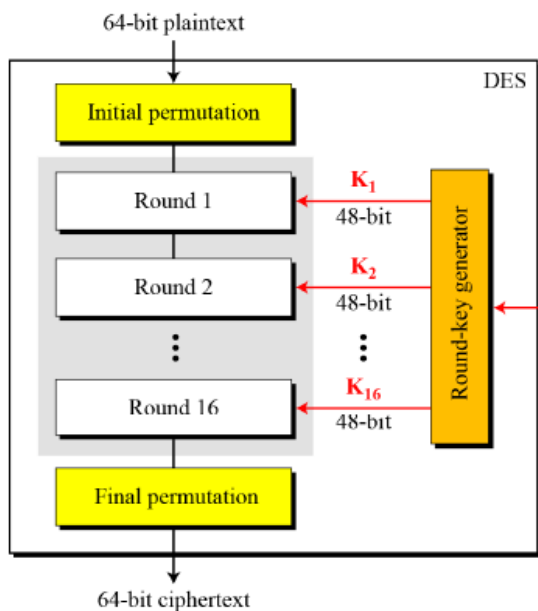 64-bit plaintext
DES
Initial permutation
Round 1
K1
48-bit
Round 2
K2
48-bit
Round 16
K16
48-bit
Round-key generator
Final permutation
64-bit ciphertext